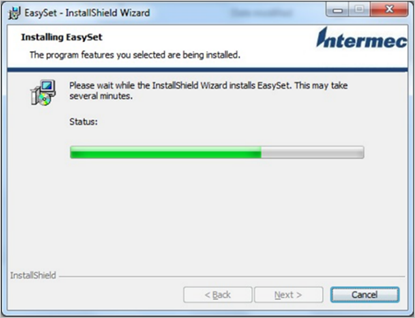 EasySet - InstallShield Wizard
Installing EasySet
The program features you selected are being installed.
Intermec
Please wait while the InstallShield Wizard installs EasySet. This may take
several minutes.
Status:
InstallShield
< Back
Next >
Cancel